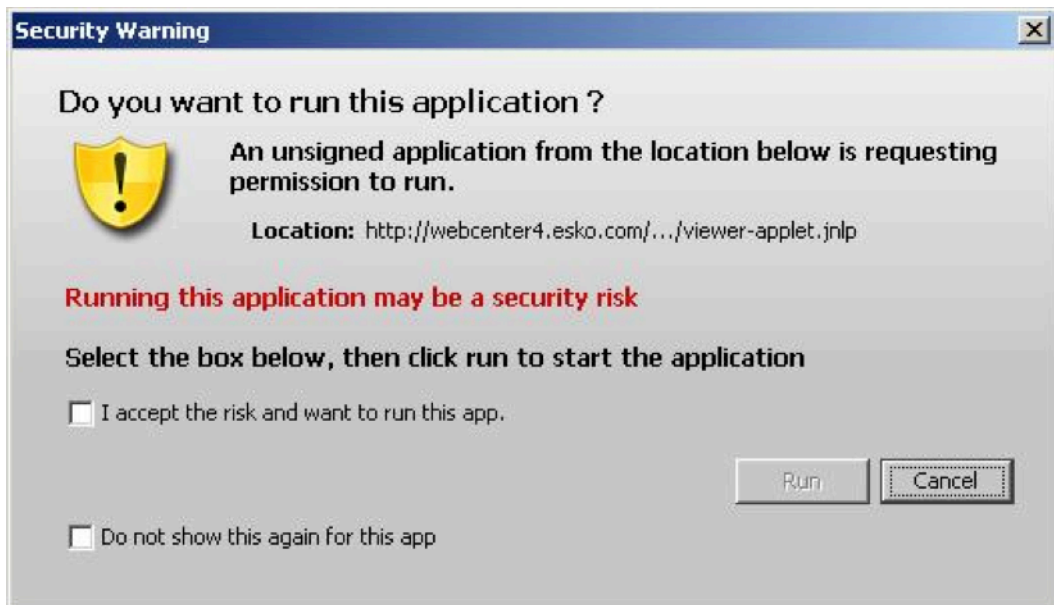 Security Warning
Do you want to run this application ?
An unsigned application from the location below is requesting
permission to run.
Location: http://webcenter4.esko.com/.../viewer-applet.jnlp
Running this application may be a security risk
Select the box below, then click run to start the application
I accept the risk and want to run this app.
Run Cancel
Do not show this again for this app